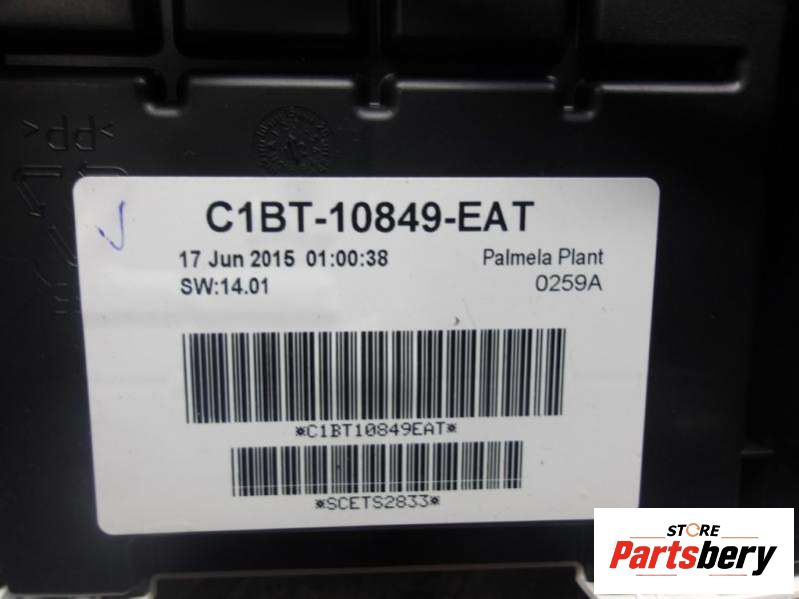 >PP<
C1BT-10849-EAT
17 Jun 2015 01:00:38 Palmela Plant
SW:14.01 0259A
*C1BT10849EAT*
*SCETS2833*
STORE
Partsbery